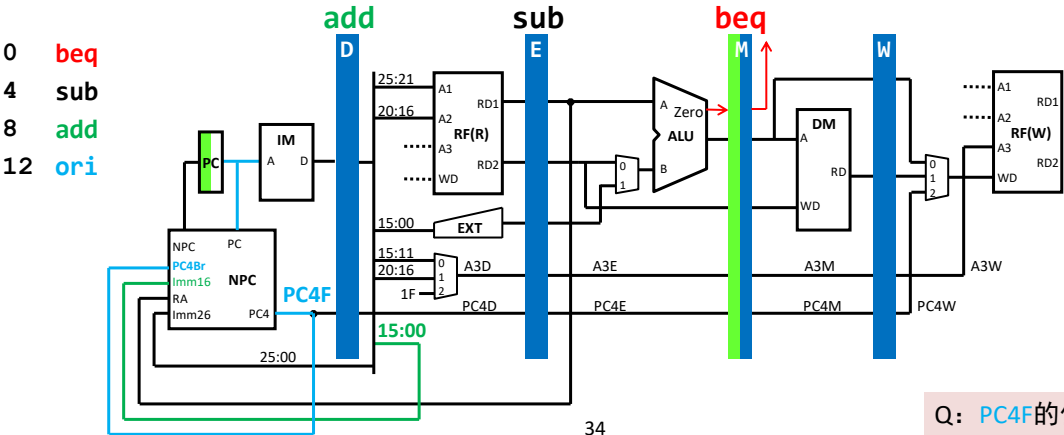 add
sub
beq
0 beq
4 sub
8 add
12 ori
D
E
M
W
25:21
20:16
A1
A2
A3
WD
RD1
RD2
RF(R)
A
Zero
ALU
B
0
1
DM
A
RD
WD
0
1
2
A1
A2
A3
WD
RD1
RD2
RF(W)
PC
IM
A
D
15:00
EXT
15:11
20:16
1F
0
1
2
A3D
A3E
A3M
A3W
NPC
PC
PC4Br
Imm16
NPC
RA
Imm26
PC4
PC4F
PC4D
PC4E
PC4M
PC4W
15:00
25:00
34
Q：PC4F的